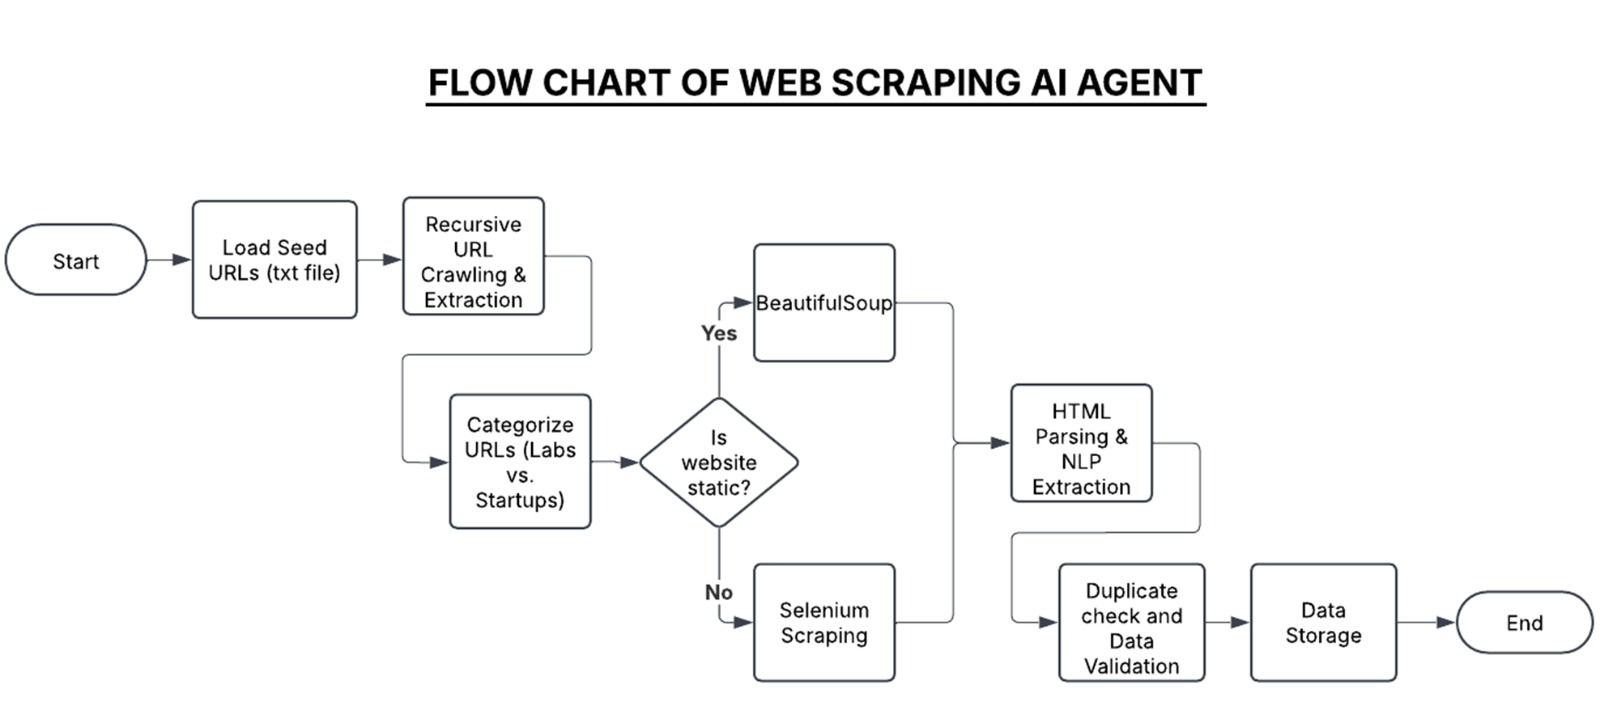 FLOW CHART OF WEB SCRAPING AI AGENT
Start
Load Seed
URLs (txt file)
Recursive
URL
Crawling &
Extraction
Categorize
URLs (Labs
vs.
Startups)
Is
website
static?
Yes
BeautifulSoup
No
Selenium
Scraping
HTML
Parsing &
NLP
Extraction
Duplicate
check and
Data
Validation
Data
Storage
End